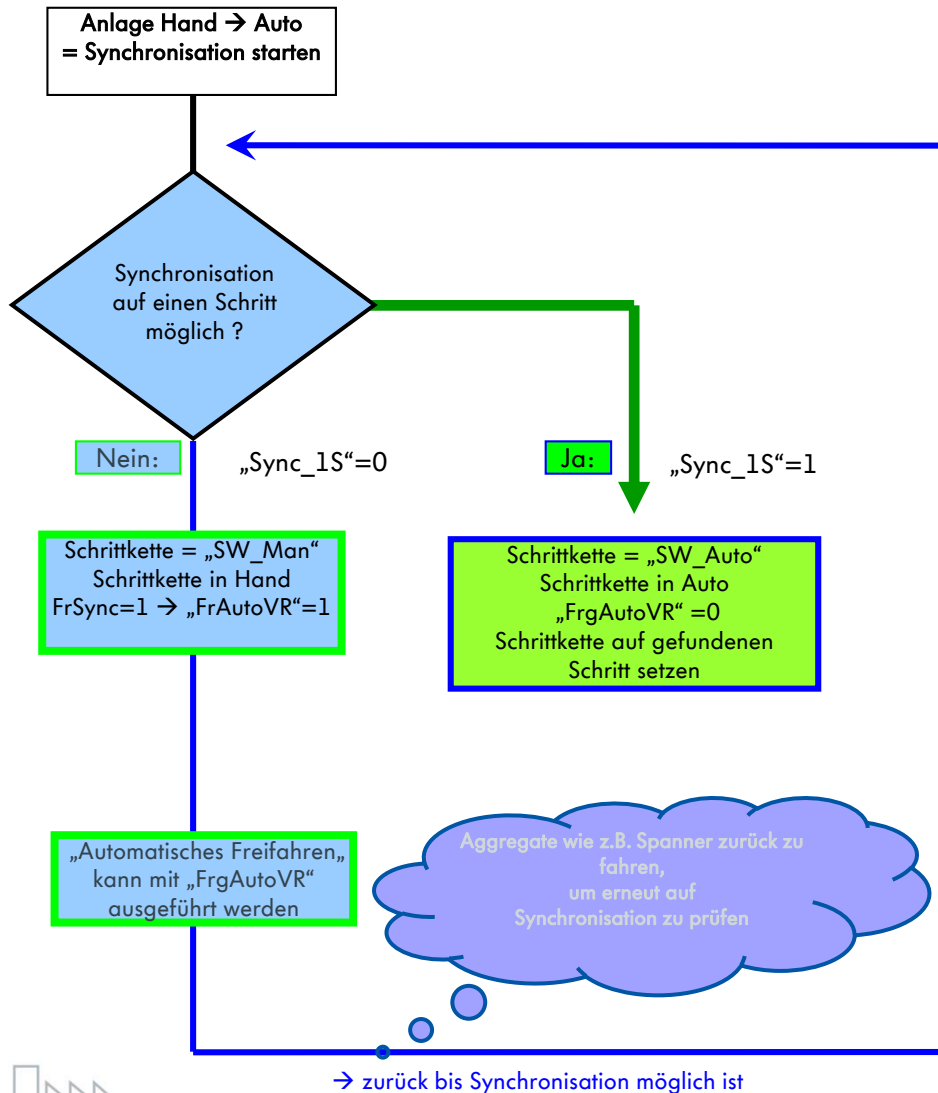 Anlage Hand → Auto
= Synchronisation starten
Synchronisation
auf einen Schritt
möglich ?
Nein:
„Sync_1S“=0
Ja:
„Sync_1S“=1
Schrittkette = „SW_Man“
Schrittkette in Hand
FrSync=1 → „FrAutoVR“=1
Schrittkette = „SW_Auto“
Schrittkette in Auto
„FrgAutoVR“ =0
Schrittkette auf gefundenen
Schritt setzen
„Automatisches Freifahren„
kann mit „FrgAutoVR“
ausgeführt werden
Aggregate wie z.B. Spanner zurück zu
fahren,
um erneut auf
Synchronisation zu prüfen
→ zurück bis Synchronisation möglich ist